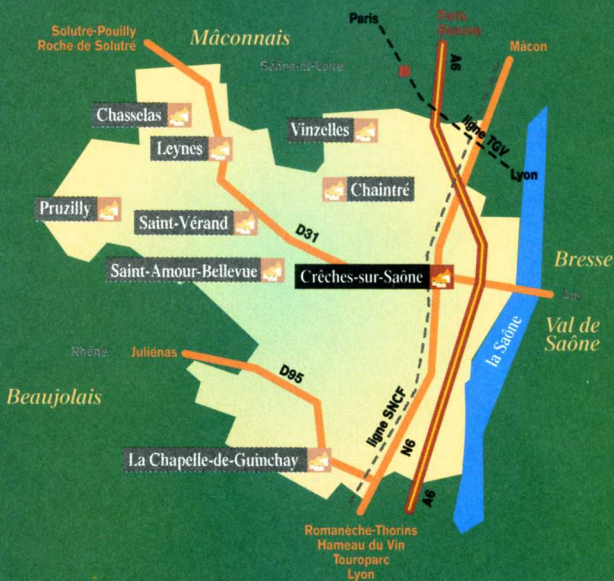 Solutré-Pouilly
Roche de Solutré
Mâconnais
Saône-et-Loire
Paris
Paris
A6
Mâcon
Chasselas
Leynes
Vinzelles
ligne TGV
Lyon
Chaintré
Pruzilly
Saint-Vérand
D31
Saint-Amour-Bellevue
Crêches-sur-Saône
Bresse
Ain
Val de
Saône
la Saône
Rhône
Juliénas
D95
Beaujolais
ligne SNCF
N6
A6
La Chapelle-de-Guinchay
Romanèche-Thorins
Hameau du Vin
Touroparc
Lyon